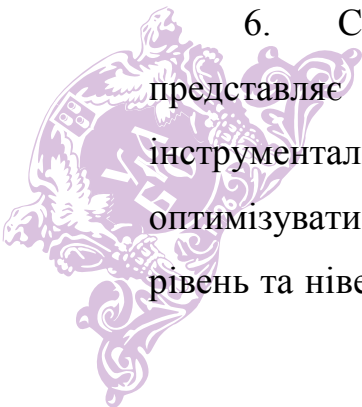 6. С
представляє
інструментал
оптимізувати
рівень та ніве